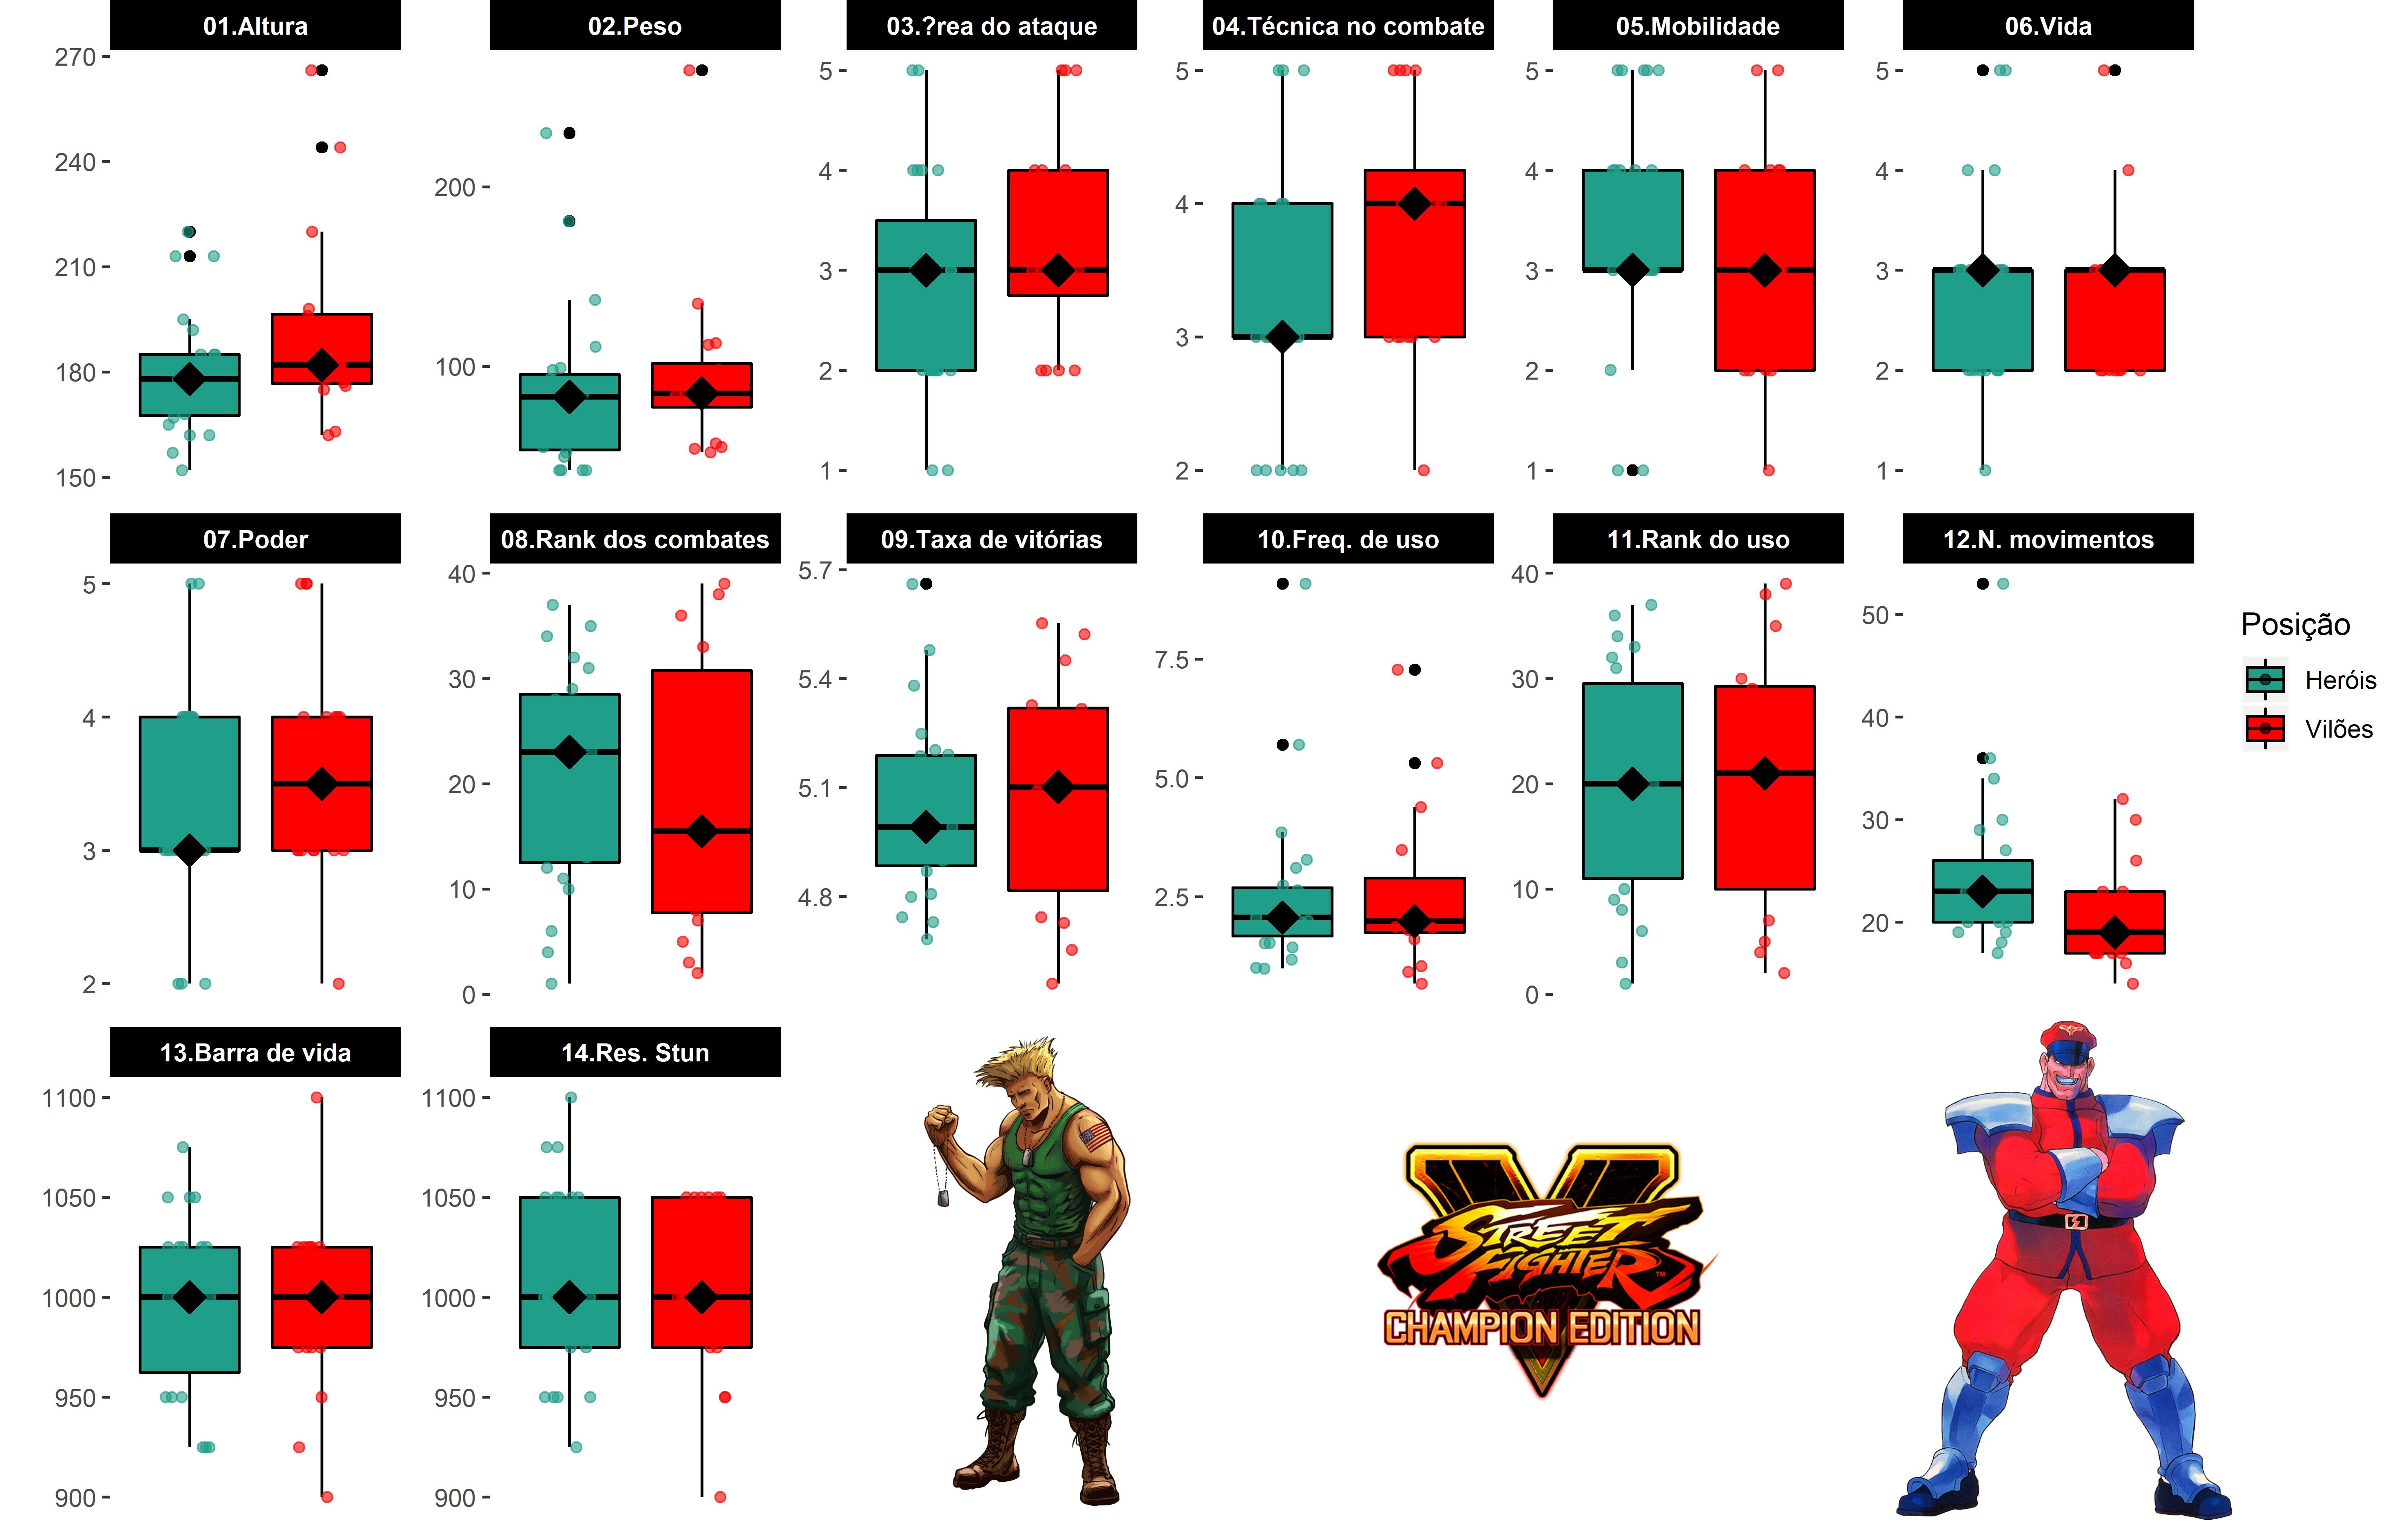 01.Altura
02.Peso
03.?rea do ataque
04.Técnica no combate
05.Mobilidade
06.Vida
270
240
210
180
150
200
100
5
4
3
2
1
5
4
3
2
5
4
3
2
1
5
4
3
2
1
07.Poder
08.Rank dos combates
09.Taxa de vitórias
10.Freq. de uso
11.Rank do uso
12.N. movimentos
5
4
3
2
40
30
20
10
0
5.7
5.4
5.1
4.8
7.5
5.0
2.5
40
30
20
10
0
50
40
30
20
Posição
Heróis
Vilões
13.Barra de vida
14.Res. Stun
1100
1050
1000
950
900
1100
1050
1000
950
900
V
STREET
FIGHTER™
CHAMPION EDITION